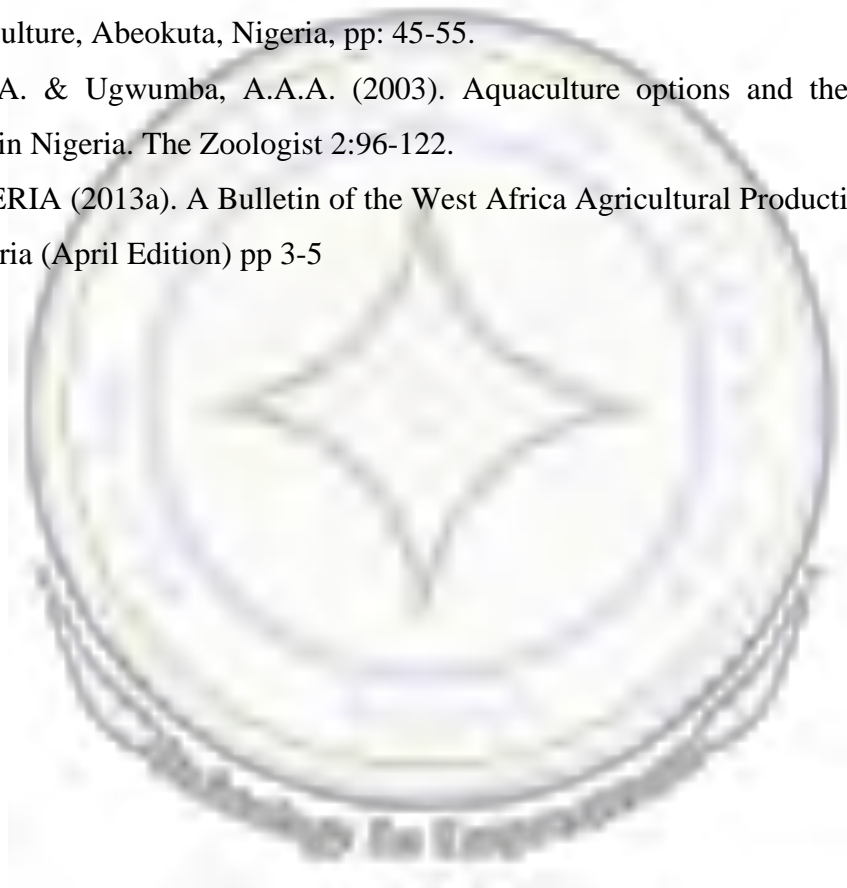 ulture, Abeokuta, Nigeria, pp: 45-55.
A. & Ugwumba, A.A.A. (2003). Aquaculture options and the
in Nigeria. The Zoologist 2:96-122.
ERIA (2013a). A Bulletin of the West Africa Agricultural Producti
ria (April Edition) pp 3-5